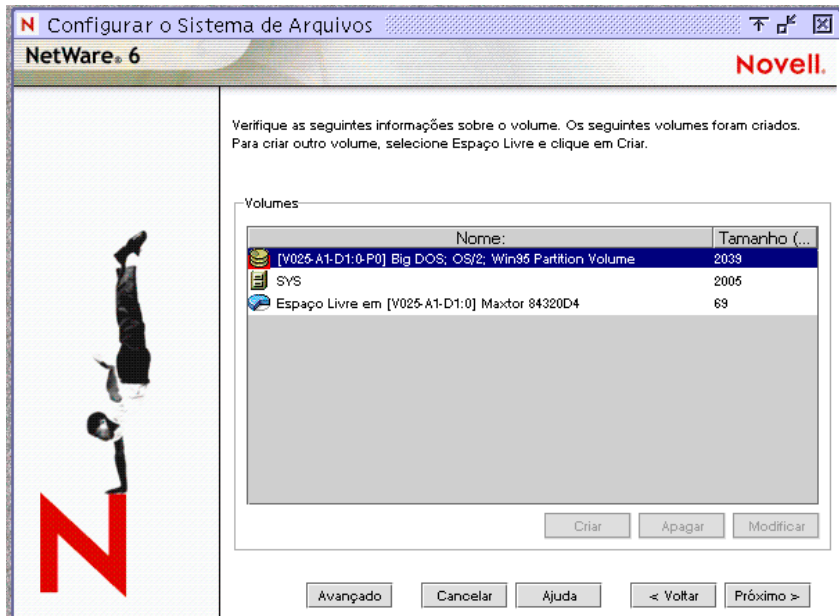 N Configurar o Sistema de Arquivos
NetWare® 6
Novell.
Verifique as seguintes informações sobre o volume. Os seguintes volumes foram criados.
Para criar outro volume, selecione Espaço Livre e clique em Criar.
Volumes
Nome: Tamanho (...
[V025-A1-D1:0-P0] Big DOS; OS/2; Win95 Partition Volume 2039
SYS 2005
Espaço Livre em [V025-A1-D1:0] Maxtor 84320D4 69
Criar Apagar Modificar
N
Avançado Cancelar Ajuda < Voltar Próximo >